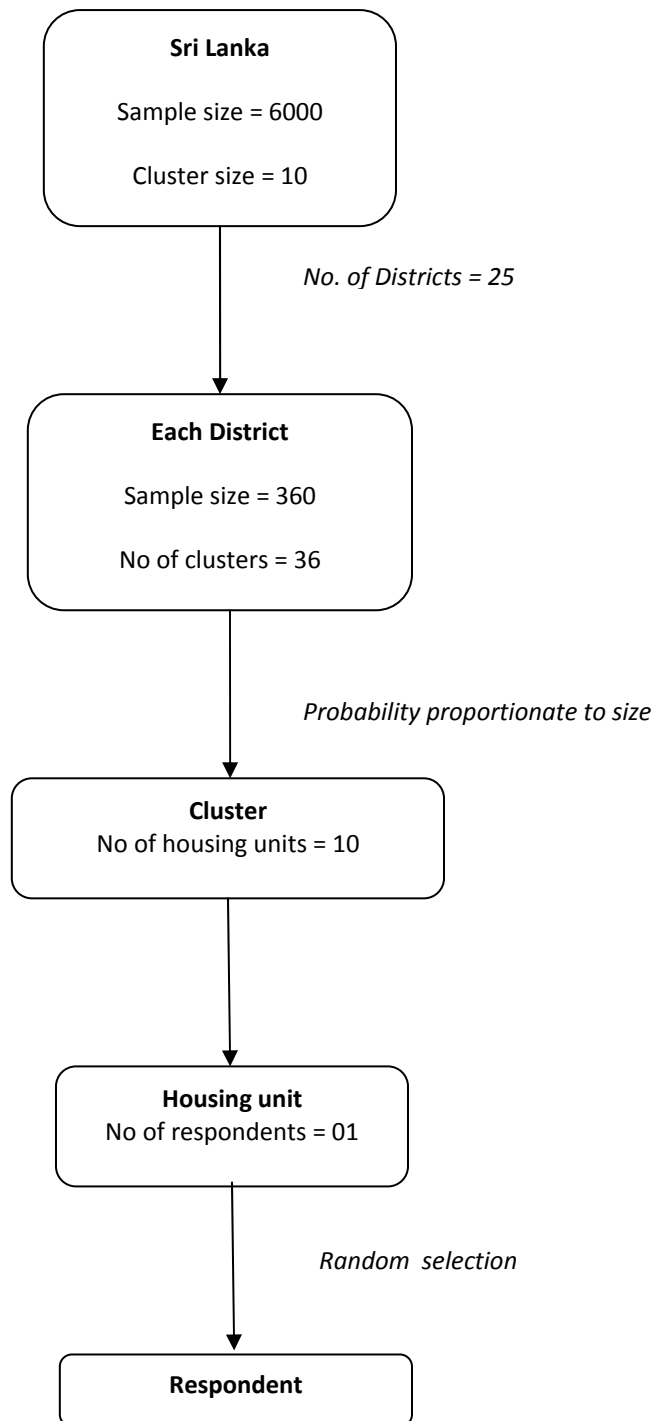 Sri Lanka
Sample size = 6000
Cluster size = 10
No. of Districts = 25
Each District
Sample size = 360
No of clusters = 36
Probability proportionate to size
Cluster
No of housing units = 10
Housing unit
No of respondents = 01
Random selection
Respondent